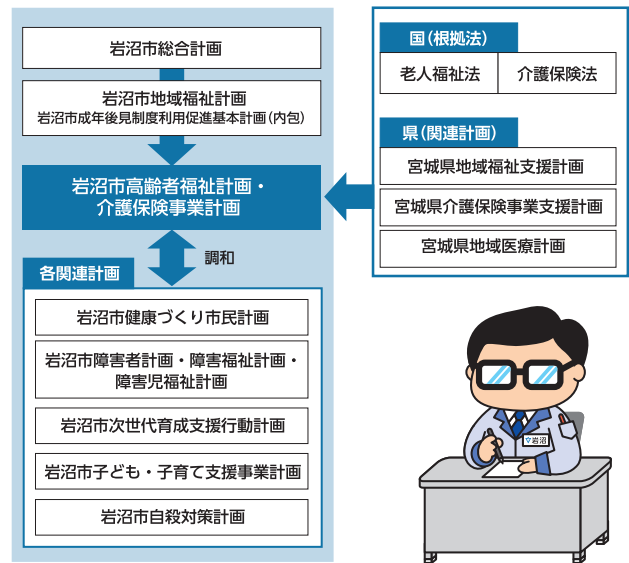 岩沼市総合計画
岩沼市地域福祉計画
岩沼市成年後見制度利用促進基本計画(内包)
岩沼市高齢者福祉計画・
介護保険事業計画
調和
各関連計画
岩沼市健康づくり市民計画
岩沼市障害者計画・障害福祉計画・
障害児福祉計画
岩沼市次世代育成支援行動計画
岩沼市子ども・子育て支援事業計画
岩沼市自殺対策計画
国(根拠法)
老人福祉法
介護保険法
県(関連計画)
宮城県地域福祉支援計画
宮城県介護保険事業支援計画
宮城県地域医療計画
岩沼